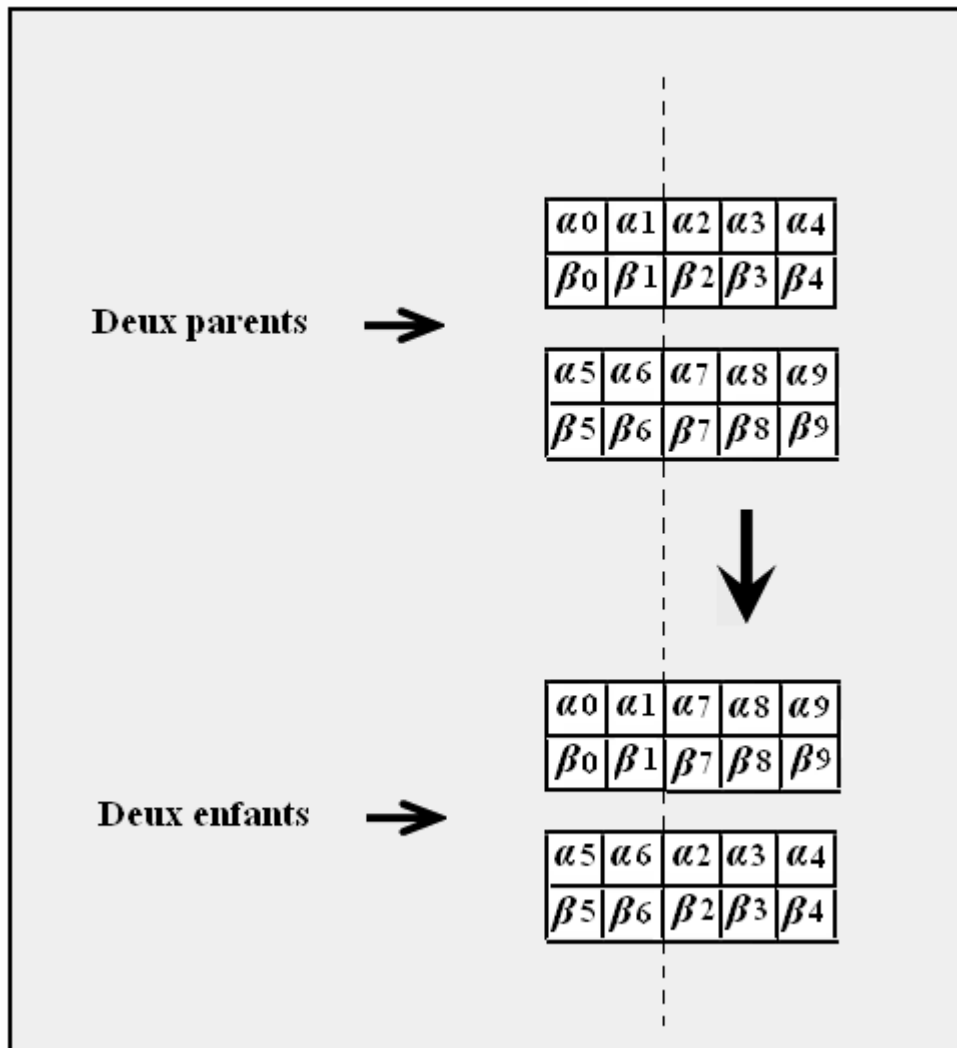 α0 α1 α2 α3 α4
β0 β1 β2 β3 β4
Deux parents
α5 α6 α7 α8 α9
β5 β6 β7 β8 β9
α0 α1 α7 α8 α9
β0 β1 β7 β8 β9
Deux enfants
α5 α6 α2 α3 α4
β5 β6 β2 β3 β4